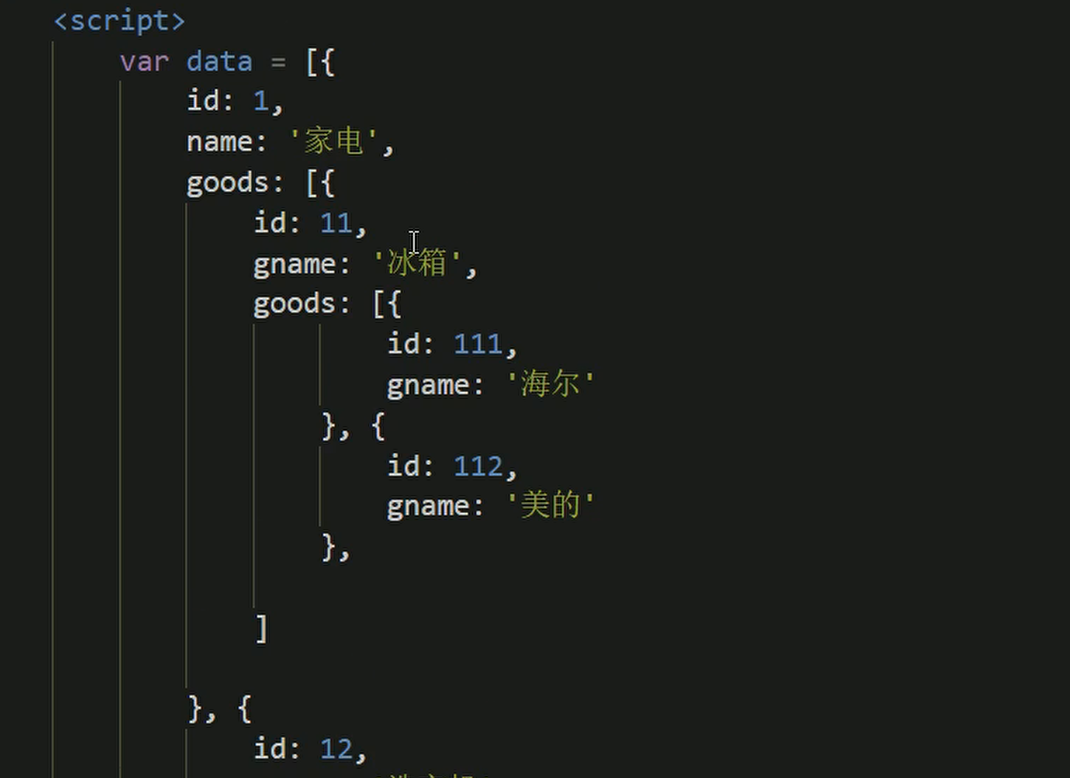 <script>
var data = [{
id: 1,
name: '家电',
goods: [{
id: 11,
gname: '冰箱',
goods: [{
id: 111,
gname: '海尔'
}, {
id: 112,
gname: '美的'
},
]
}, {
id: 12,